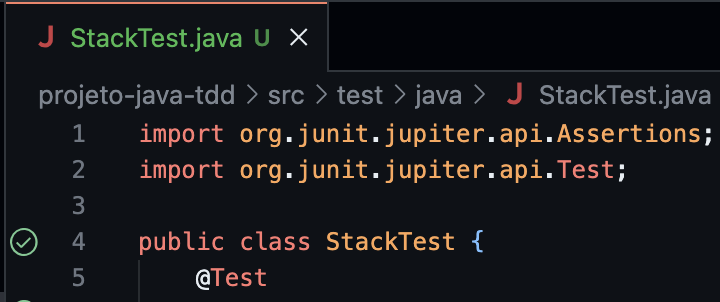 StackTest.java U
projeto-java-tdd > src > test > java > J StackTest.java
1 import org.junit.jupiter.api.Assertions;
2 import org.junit.jupiter.api.Test;
3
4 public class StackTest {
5 @Test